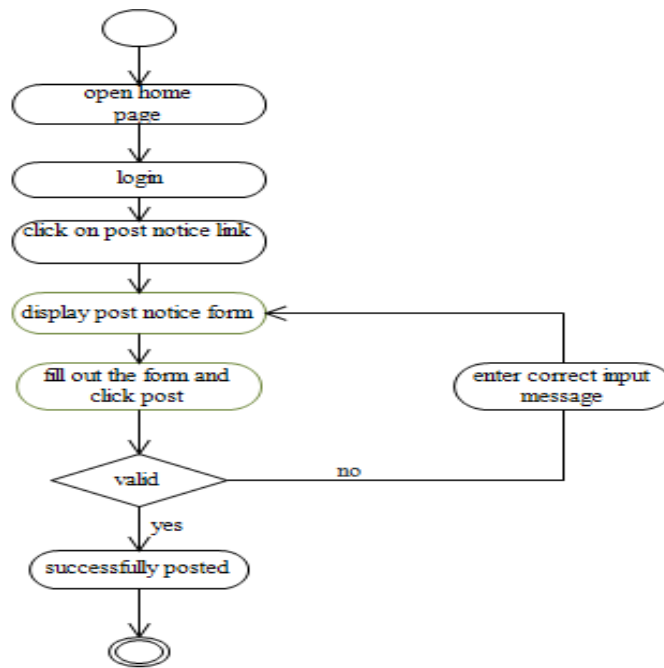 open home
page
login
click on post notice link
display post notice form
fill out the form and
click post
enter correct input
message
valid
no
yes
successfully posted